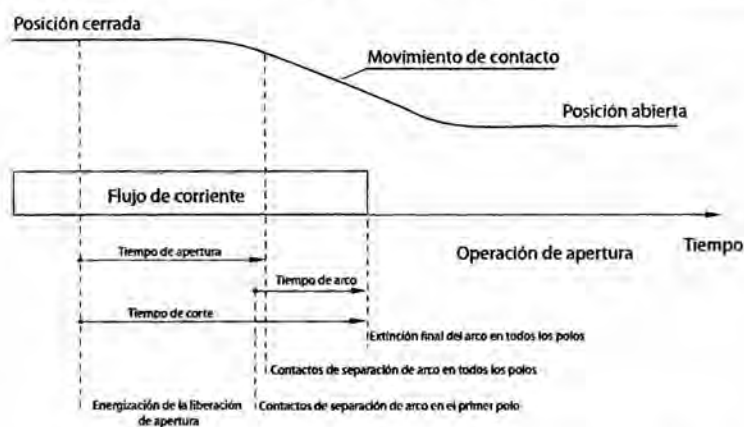 Posición cerrada
Movimiento de contacto
Posición abierta
Flujo de corriente
Tiempo de apertura
Operación de apertura
Tiempo
Tiempo de arco
Tiempo de corte
Extinción final del arco en todos los polos
Contactos de separación de arco en todos los polos
Energización de la liberación
de apertura
Contactos de separación de arco en el primer polo